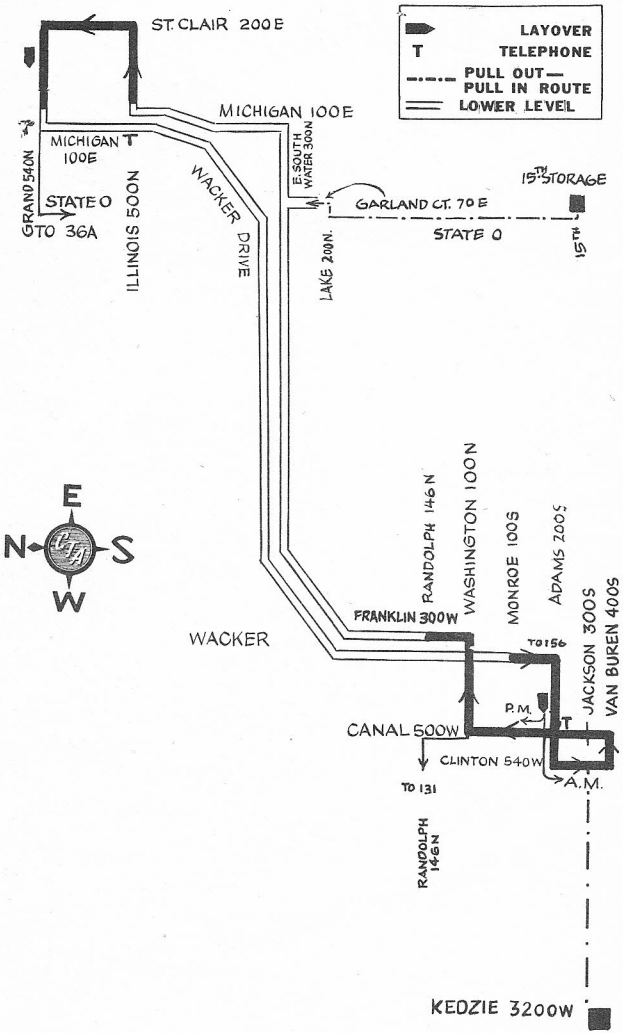 ST. CLAIR 200E
LAYOVER
T TELEPHONE
PULL OUT —
PULL IN ROUTE
LOWER LEVEL
MICHIGAN 100E
MICHIGAN T
100E
E. SOUTH
WATER 300N
GRAND 540N
STATE 0
TO 36A
ILLINOIS 500N
WACKER
DRIVE
LAKE 200N.
GARLAND CT. 70E
STATE 0
15TH STORAGE
15TH
E
N
CTA
S
W
RANDOLPH 146N
WASHINGTON 100N
MONROE 100S
ADAMS 200S
JACKSON 300S
VAN BUREN 400S
FRANKLIN 300W
WACKER
TO 156
P.M.
T
CANAL 500W
CLINTON 540W
A.M.
TO 131
RANDOLPH
146N
KEDZIE 3200W